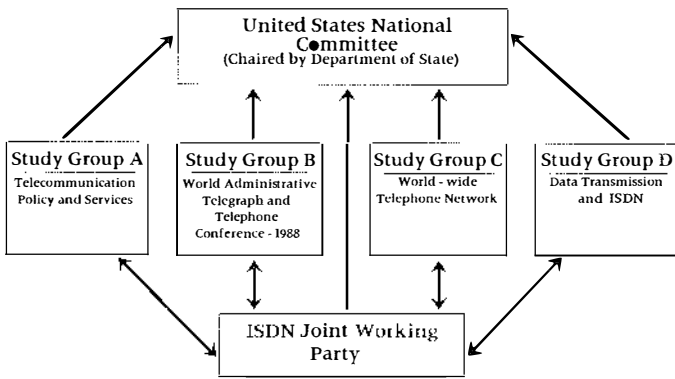 United States National
Committee
(Chaired by Department of State)
Study Group A
Telecommunication
Policy and Services
Study Group B
World Administrative
Telegraph and
Telephone
Conference - 1988
Study Group C
World - wide
Telephone Network
Study Group D
Data Transmission
and ISDN
ISDN Joint Working
Party